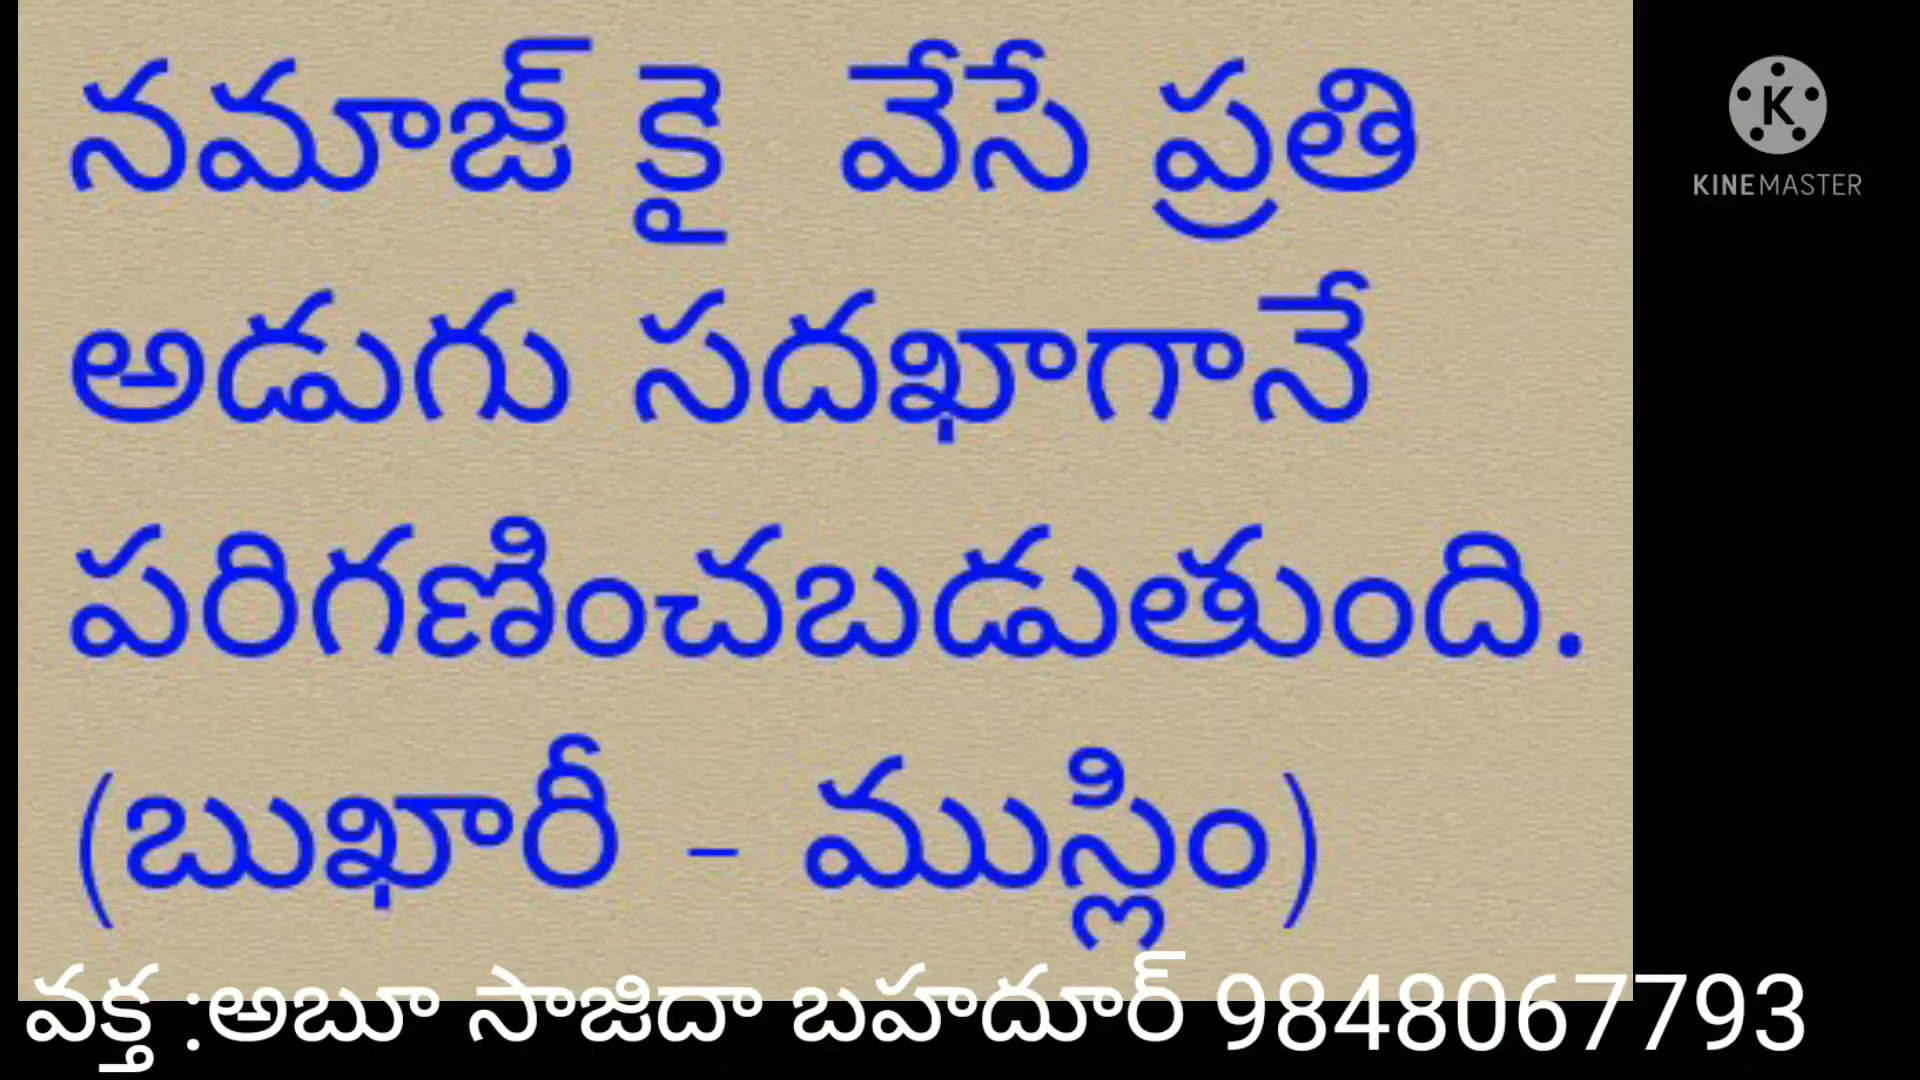 నమాజ్ కై వేసే ప్రతి
అడుగు సదఖాగానే
పరిగణించబడుతుంది.
(బుఖారీ - ముస్లిం)
వక్త :అబూ సాజిదా బహదూర్ 9848067793
K
KINEMASTER